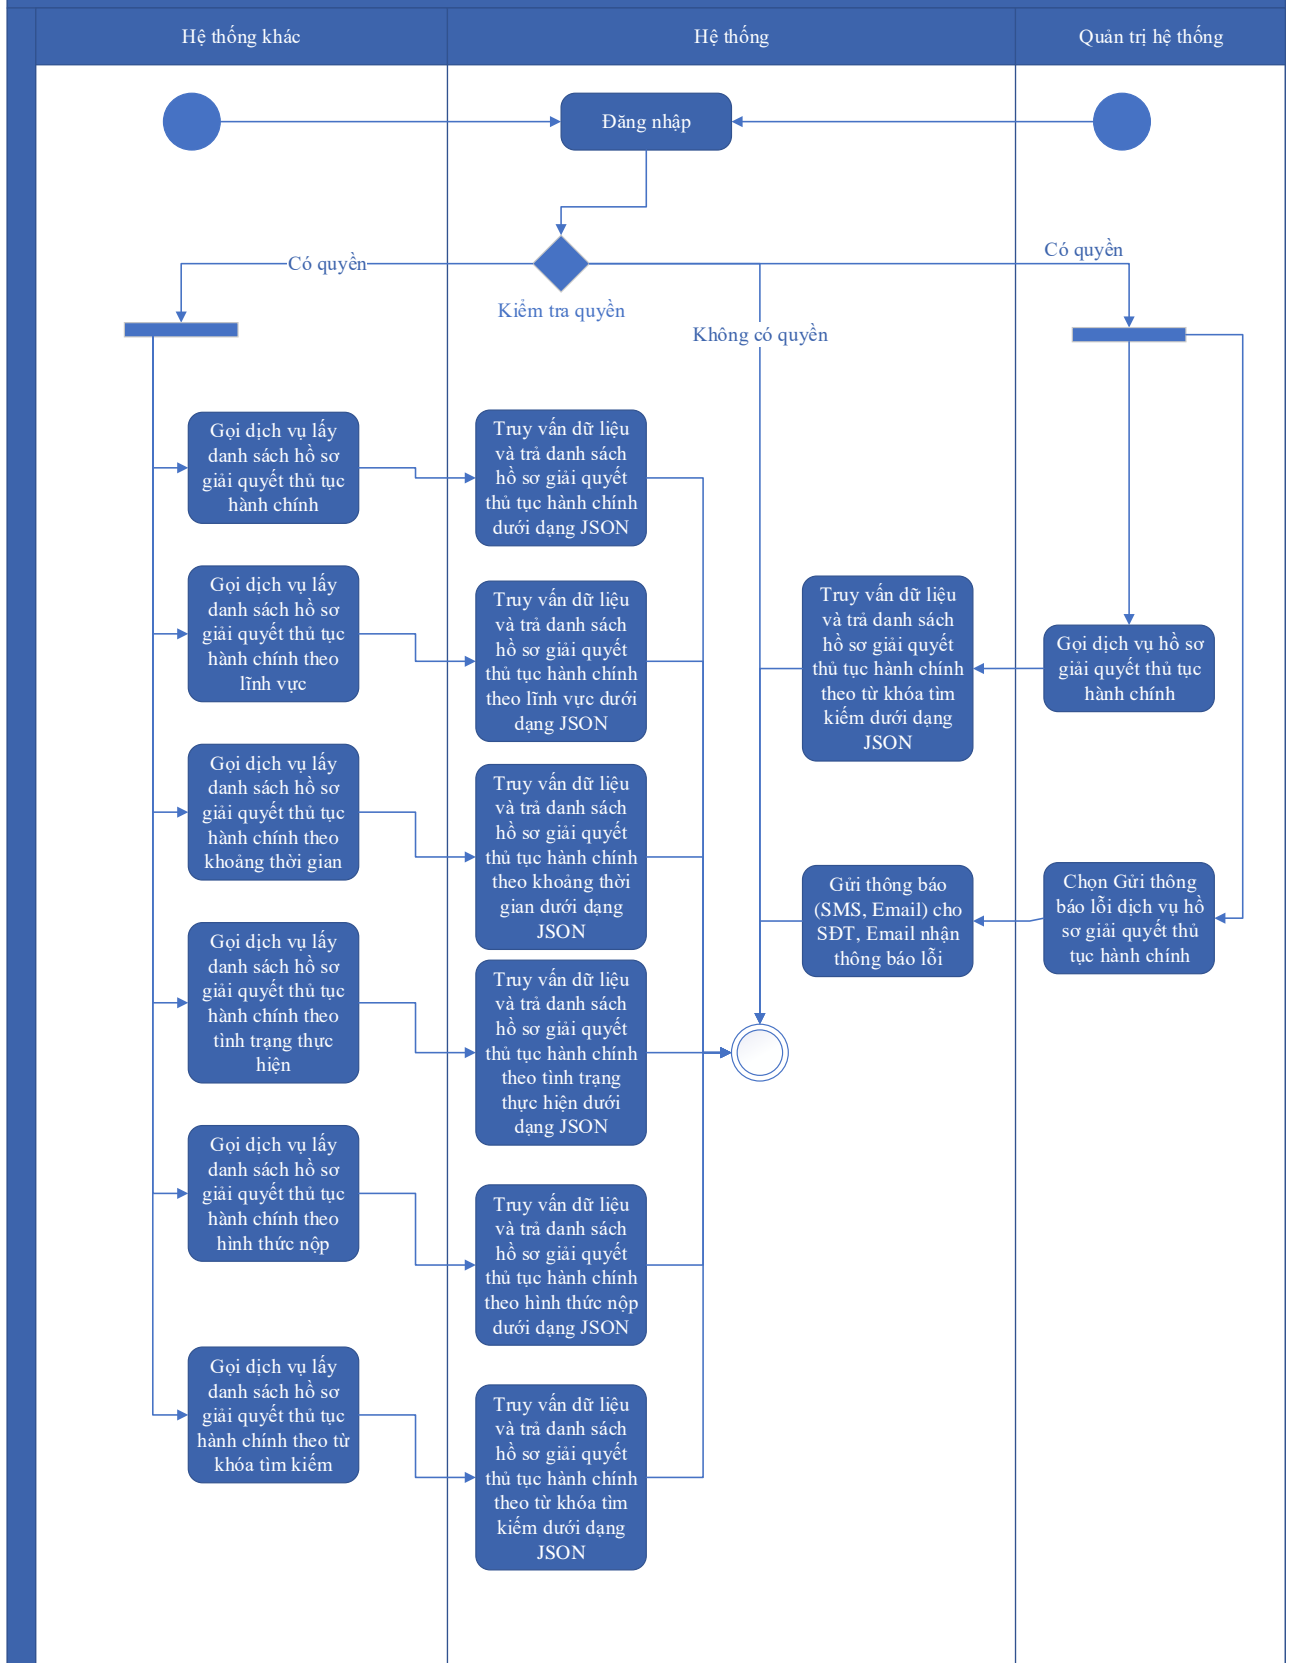 Hệ thống khác
Hệ thống
Quản trị hệ thống
Đăng nhập
Có quyền
Có quyền
Kiểm tra quyền
Không có quyền
Gọi dịch vụ lấy
danh sách hồ sơ
giải quyết thủ tục
hành chính
Truy vấn dữ liệu
và trả danh sách
hồ sơ giải quyết
thủ tục hành chính
dưới dạng JSON
Gọi dịch vụ lấy
danh sách hồ sơ
giải quyết thủ tục
hành chính theo
lĩnh vực
Truy vấn dữ liệu
và trả danh sách
hồ sơ giải quyết
thủ tục hành chính
theo lĩnh vực dưới
dạng JSON
Truy vấn dữ liệu
và trả danh sách
hồ sơ giải quyết
thủ tục hành chính
theo từ khóa tìm
kiếm dưới dạng
JSON
Gọi dịch vụ hồ sơ
giải quyết thủ tục
hành chính
Gọi dịch vụ lấy
danh sách hồ sơ
giải quyết thủ tục
hành chính theo
khoảng thời gian
Truy vấn dữ liệu
và trả danh sách
hồ sơ giải quyết
thủ tục hành chính
theo khoảng thời
gian dưới dạng
JSON
Gửi thông báo
(SMS, Email) cho
SĐT, Email nhận
thông báo lỗi
Chọn Gửi thông
báo lỗi dịch vụ hồ
sơ giải quyết thủ
tục hành chính
Gọi dịch vụ lấy
danh sách hồ sơ
giải quyết thủ tục
hành chính theo
tình trạng thực
hiện
Truy vấn dữ liệu
và trả danh sách
hồ sơ giải quyết
thủ tục hành chính
theo tình trạng
thực hiện dưới
dạng JSON
Gọi dịch vụ lấy
danh sách hồ sơ
giải quyết thủ tục
hành chính theo
hình thức nộp
Truy vấn dữ liệu
và trả danh sách
hồ sơ giải quyết
thủ tục hành chính
theo hình thức nộp
dưới dạng JSON
Gọi dịch vụ lấy
danh sách hồ sơ
giải quyết thủ tục
hành chính theo từ
khóa tìm kiếm
Truy vấn dữ liệu
và trả danh sách
hồ sơ giải quyết
thủ tục hành chính
theo từ khóa tìm
kiếm dưới dạng
JSON